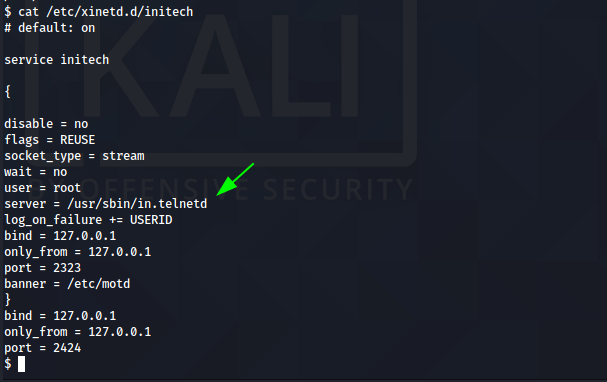 $ cat /etc/xinetd.d/initech
# default: on
service initech
{
disable = no
flags = REUSE
socket_type = stream
wait = no
user = root
server = /usr/sbin/in.telnetd
log_on_failure += USERID
bind = 127.0.0.1
only_from = 127.0.0.1
port = 2323
banner = /etc/motd
}
bind = 127.0.0.1
only_from = 127.0.0.1
port = 2424
$
KALI
OFFENSIVE SECURITY